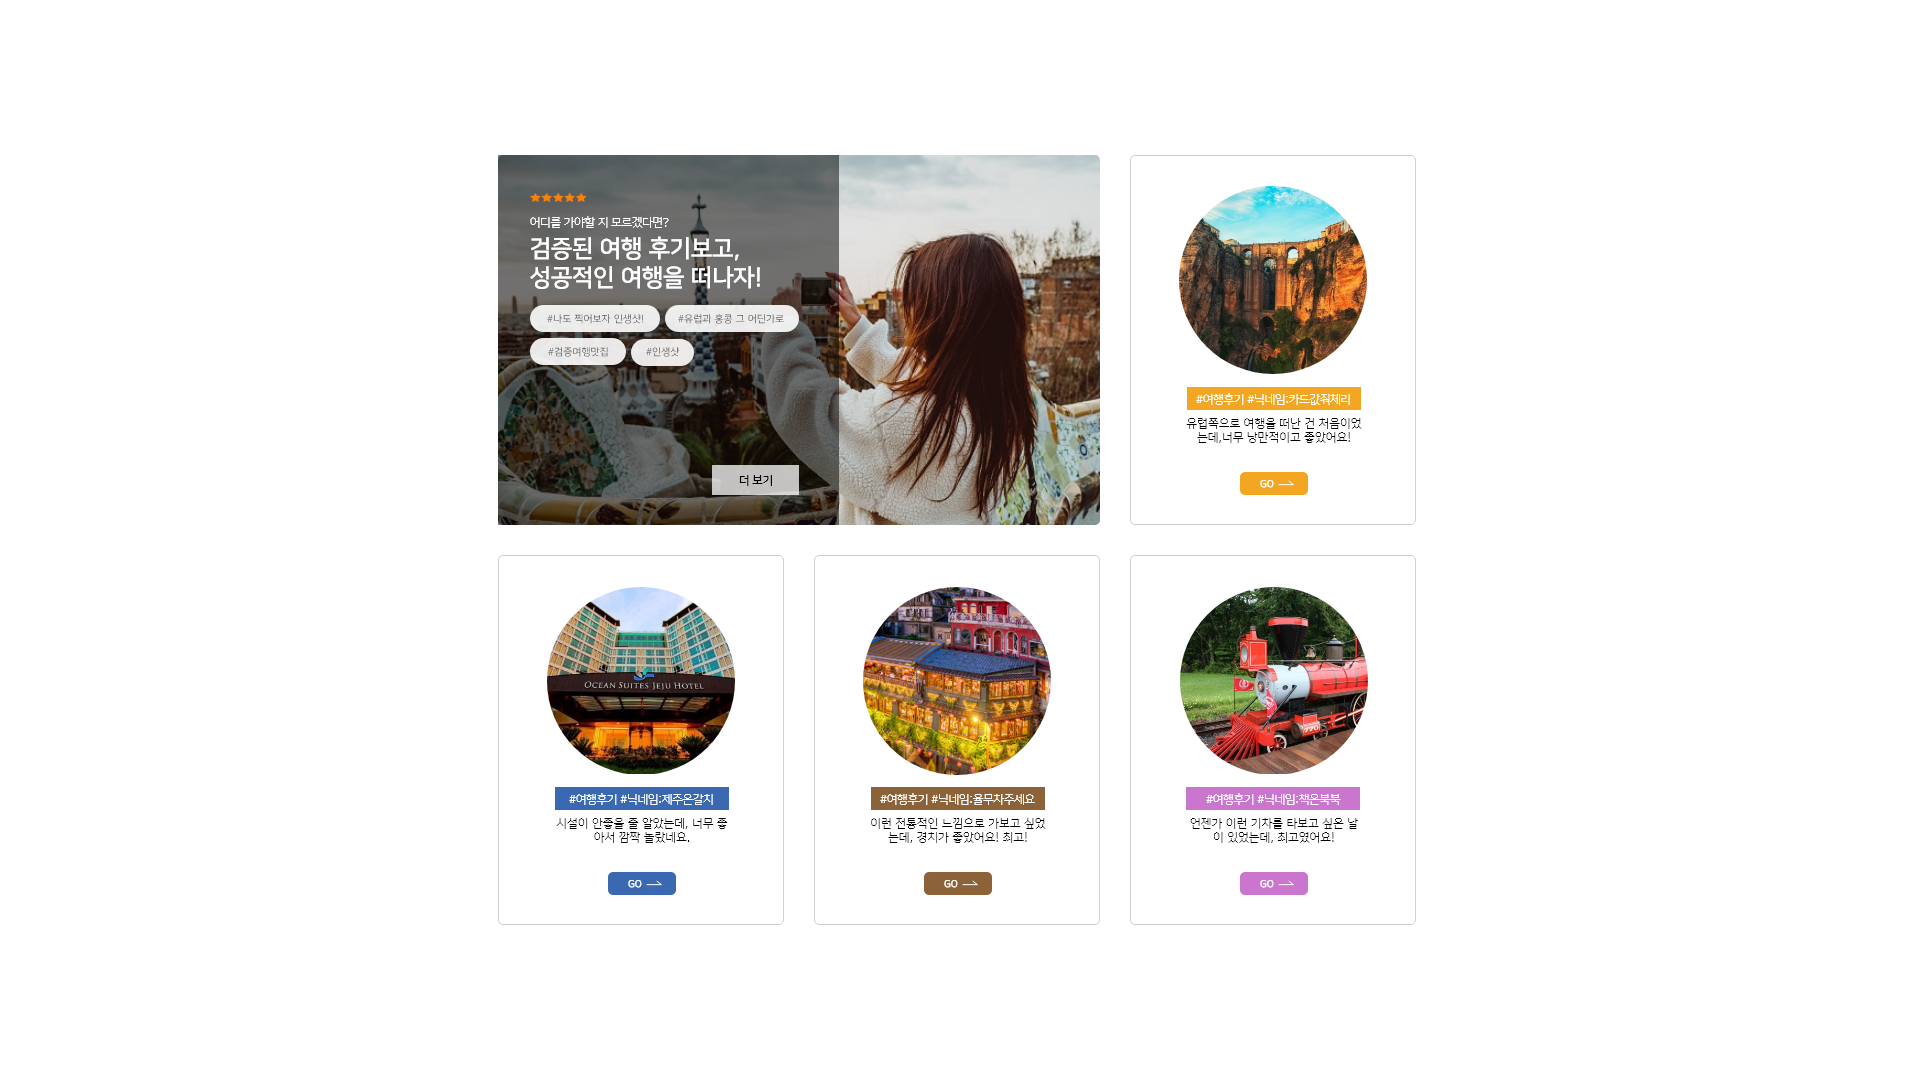 어디를 가야할 지 모르겠다면?
검증된 여행 후기보고,
성공적인 여행을 떠나자!
#나도 찍어보자 인생샷!
#유럽과 홍콩 그 어딘가로
#검증여행맛집
#인생샷
더 보기
#여행후기 #닉네임:카드값줘체리
유럽쪽으로 여행을 떠난 건 처음이었
는데,너무 낭만적이고 좋았어요!
GO
OCEAN SUITES JEJU HOTEL
#여행후기 #닉네임:제주온갈치
시설이 안좋을 줄 알았는데, 너무 좋
아서 깜짝 놀랐네요.
GO
#여행후기 #닉네임:율무차주세요
이런 전통적인 느낌으로 가보고 싶었
는데, 경치가 좋았어요! 최고!
GO
#여행후기 #닉네임:책은북북
언젠가 이런 기차를 타보고 싶은 날
이 있었는데, 최고였어요!
GO